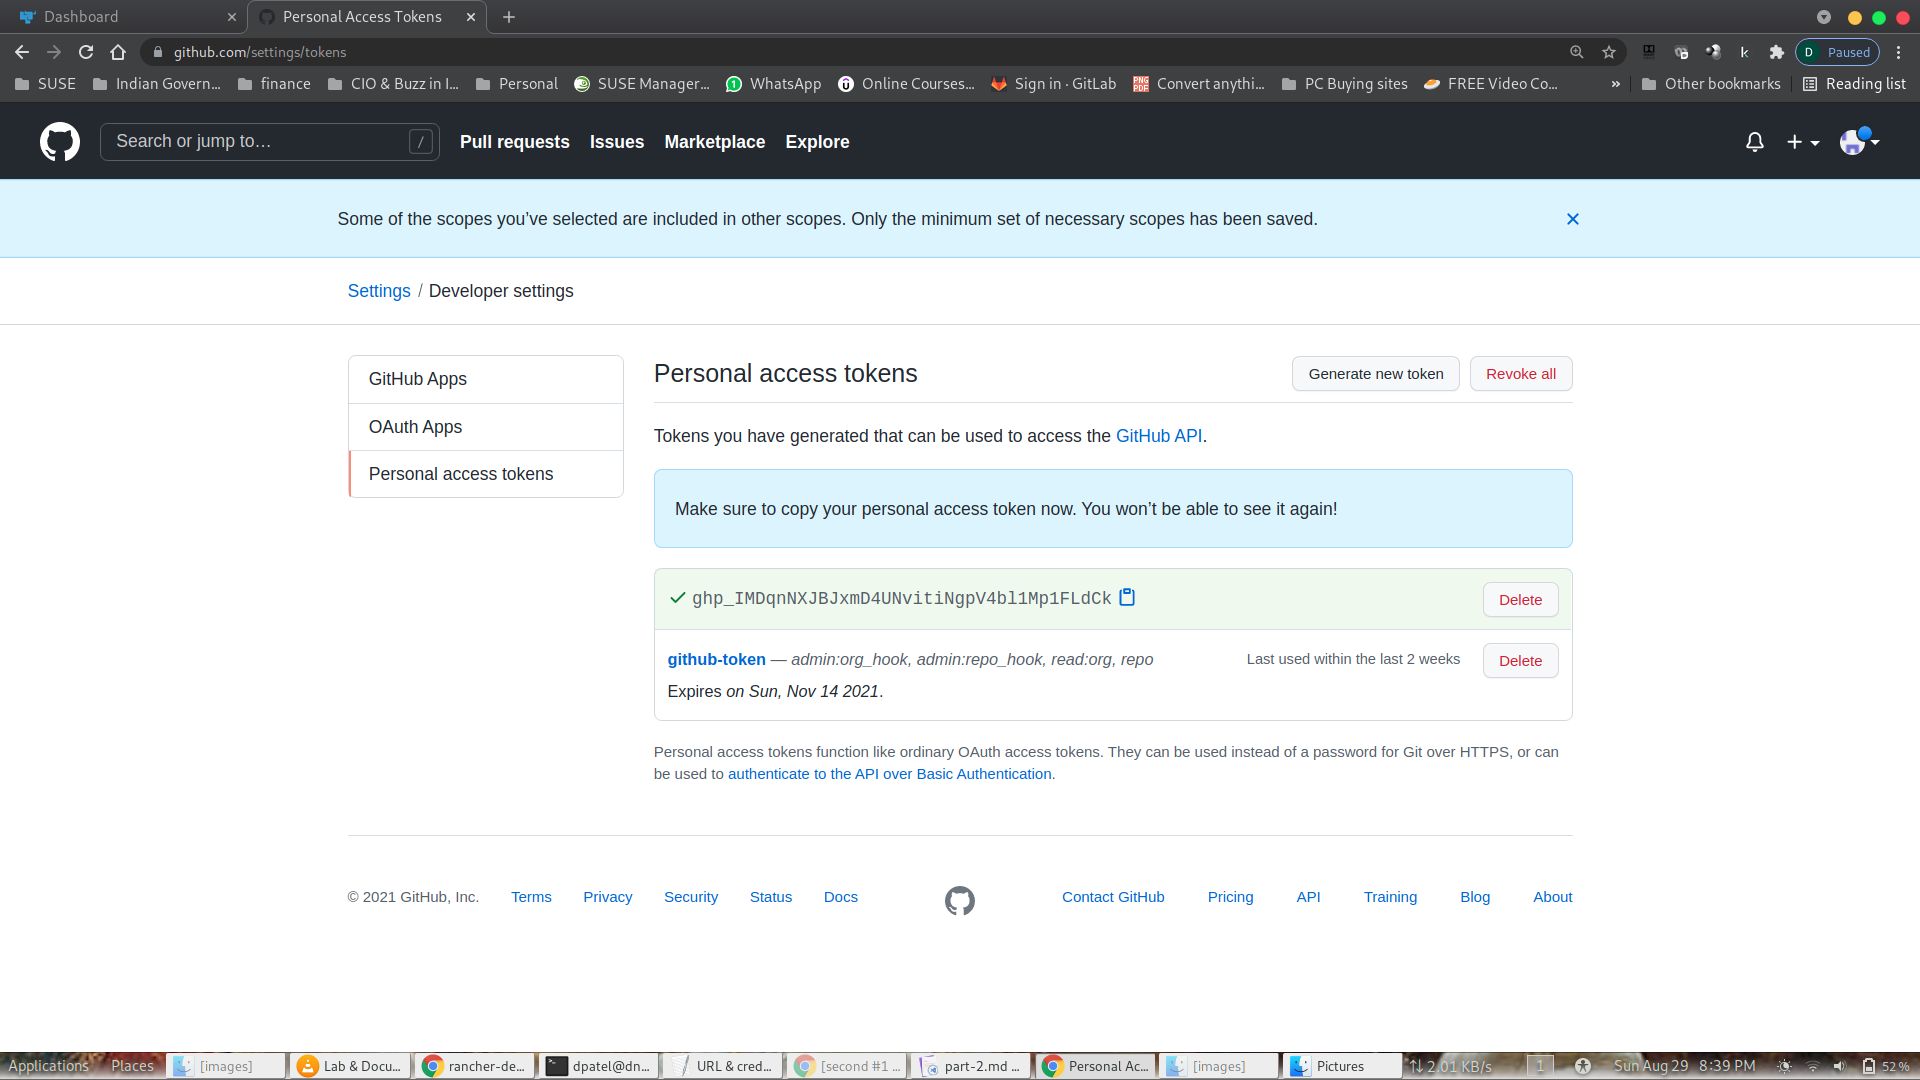 Dashboard
Personal Access Tokens
github.com/settings/tokens
D Paused
SUSE
Indian Govern...
finance
CIO & Buzz in I...
Personal
SUSE Manager...
WhatsApp
Online Courses...
Sign in · GitLab
PNG PDF Convert anythi...
PC Buying sites
FREE Video Co...
»
Other bookmarks
Reading list
Search or jump to… /
Pull requests
Issues
Marketplace
Explore
Some of the scopes you’ve selected are included in other scopes. Only the minimum set of necessary scopes has been saved.
Settings / Developer settings
GitHub Apps
OAuth Apps
Personal access tokens
Personal access tokens
Generate new token
Revoke all
Tokens you have generated that can be used to access the GitHub API.
Make sure to copy your personal access token now. You won’t be able to see it again!
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
Delete
github-token — admin:org_hook, admin:repo_hook, read:org, repo
Last used within the last 2 weeks
Delete
Expires on Sun, Nov 14 2021.
Personal access tokens function like ordinary OAuth access tokens. They can be used instead of a password for Git over HTTPS, or can
be used to authenticate to the API over Basic Authentication.
© 2021 GitHub, Inc.
Terms
Privacy
Security
Status
Docs
Contact GitHub
Pricing
API
Training
Blog
About
Applications
Places
[images]
Lab & Docu...
rancher-de...
dpatel@dn...
URL & cred...
[second #1 ...
part-2.md ...
Personal Ac...
[images]
Pictures
2.01 KB/s
1
Sun Aug 29 8:39 PM
52 %